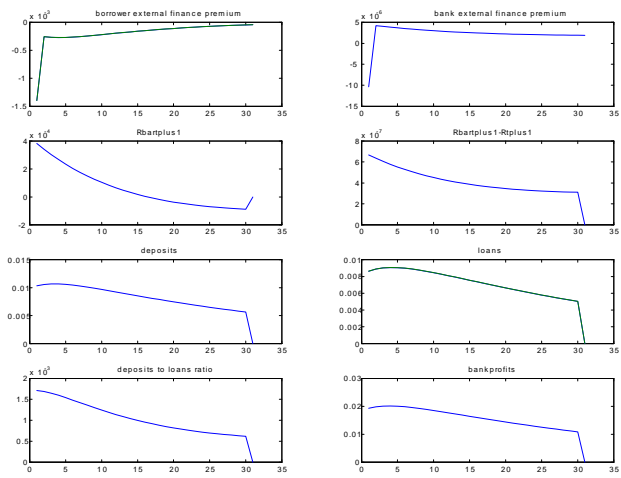 borrower external finance premium
x 10^3
0
-0.5
-1
-1.5
0 5 10 15 20 25 30 35
bank external finance premium
x 10^6
5
0
-5
-10
-15
0 5 10 15 20 25 30 35
Rbartplus1
x 10^4
4
2
0
-2
0 5 10 15 20 25 30 35
Rbartplus1-Rtplus1
x 10^7
8
6
4
2
0
0 5 10 15 20 25 30 35
deposits
0.015
0.01
0.005
0
0 5 10 15 20 25 30 35
loans
0.01
0.008
0.006
0.004
0.002
0
0 5 10 15 20 25 30 35
deposits to loans ratio
x 10^3
2
1.5
1
0.5
0
0 5 10 15 20 25 30 35
bankprofits
0.03
0.02
0.01
0
0 5 10 15 20 25 30 35